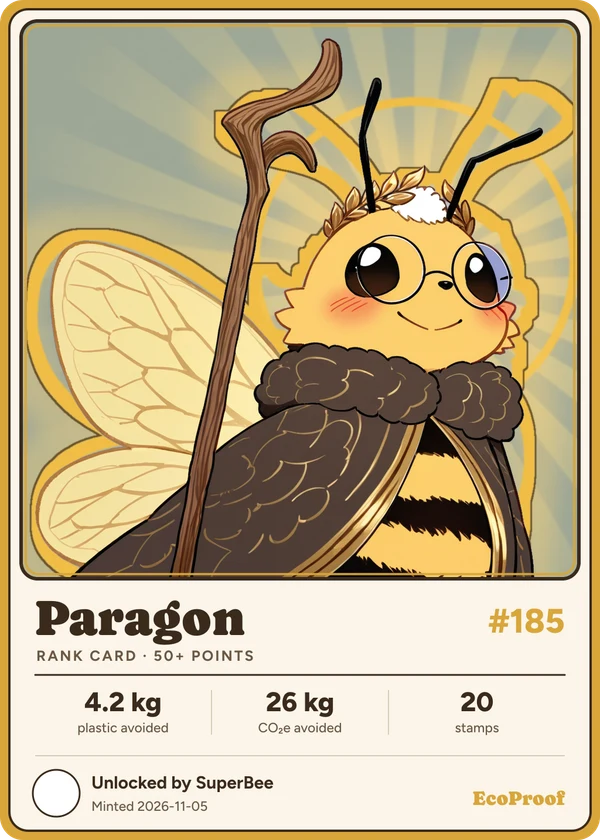 Paragon
#185
RANK CARD · 50+ POINTS
4.2 kg
plastic avoided
26 kg
CO₂e avoided
20
stamps
Unlocked by SuperBee
Minted 2026-11-05
EcoProof